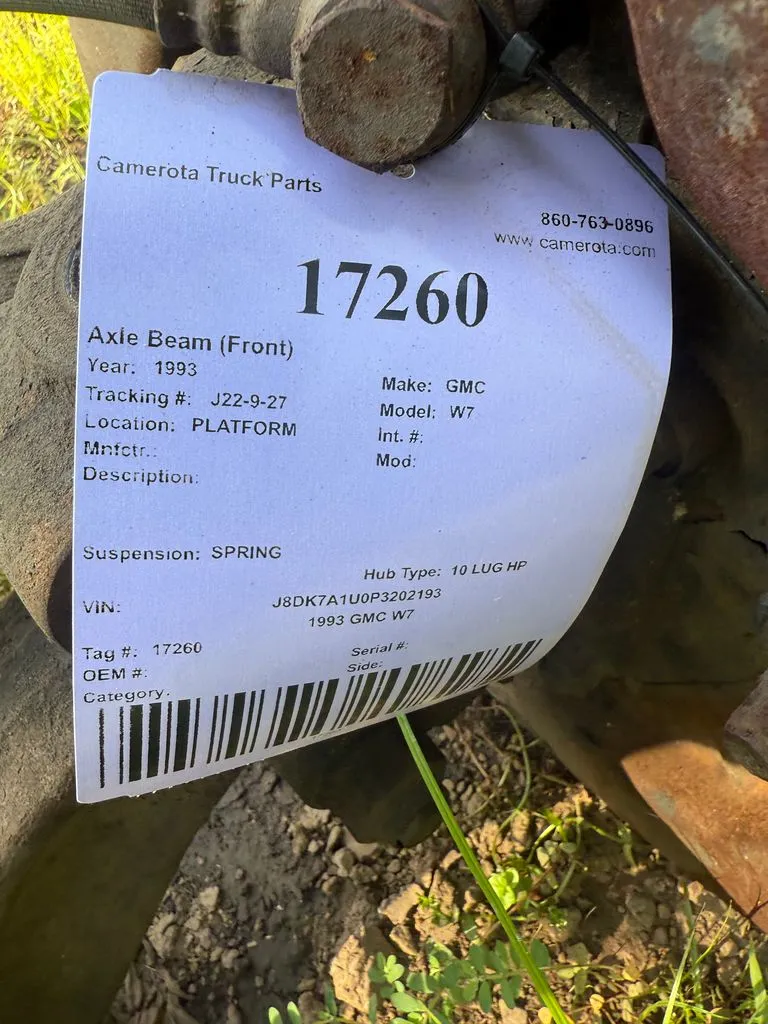 Camerota Truck Parts
860-763-0896
www.camerota.com
17260
Axle Beam (Front)
Year: 1993
Make: GMC
Tracking #: J22-9-27
Model: W7
Location: PLATFORM
Int. #:
Mnfctr.:
Mod:
Description:
Suspension: SPRING
Hub Type: 10 LUG HP
VIN: J8DK7A1U0P3202193
1993 GMC W7
Tag #: 17260
Serial #:
OEM #:
Side:
Category: